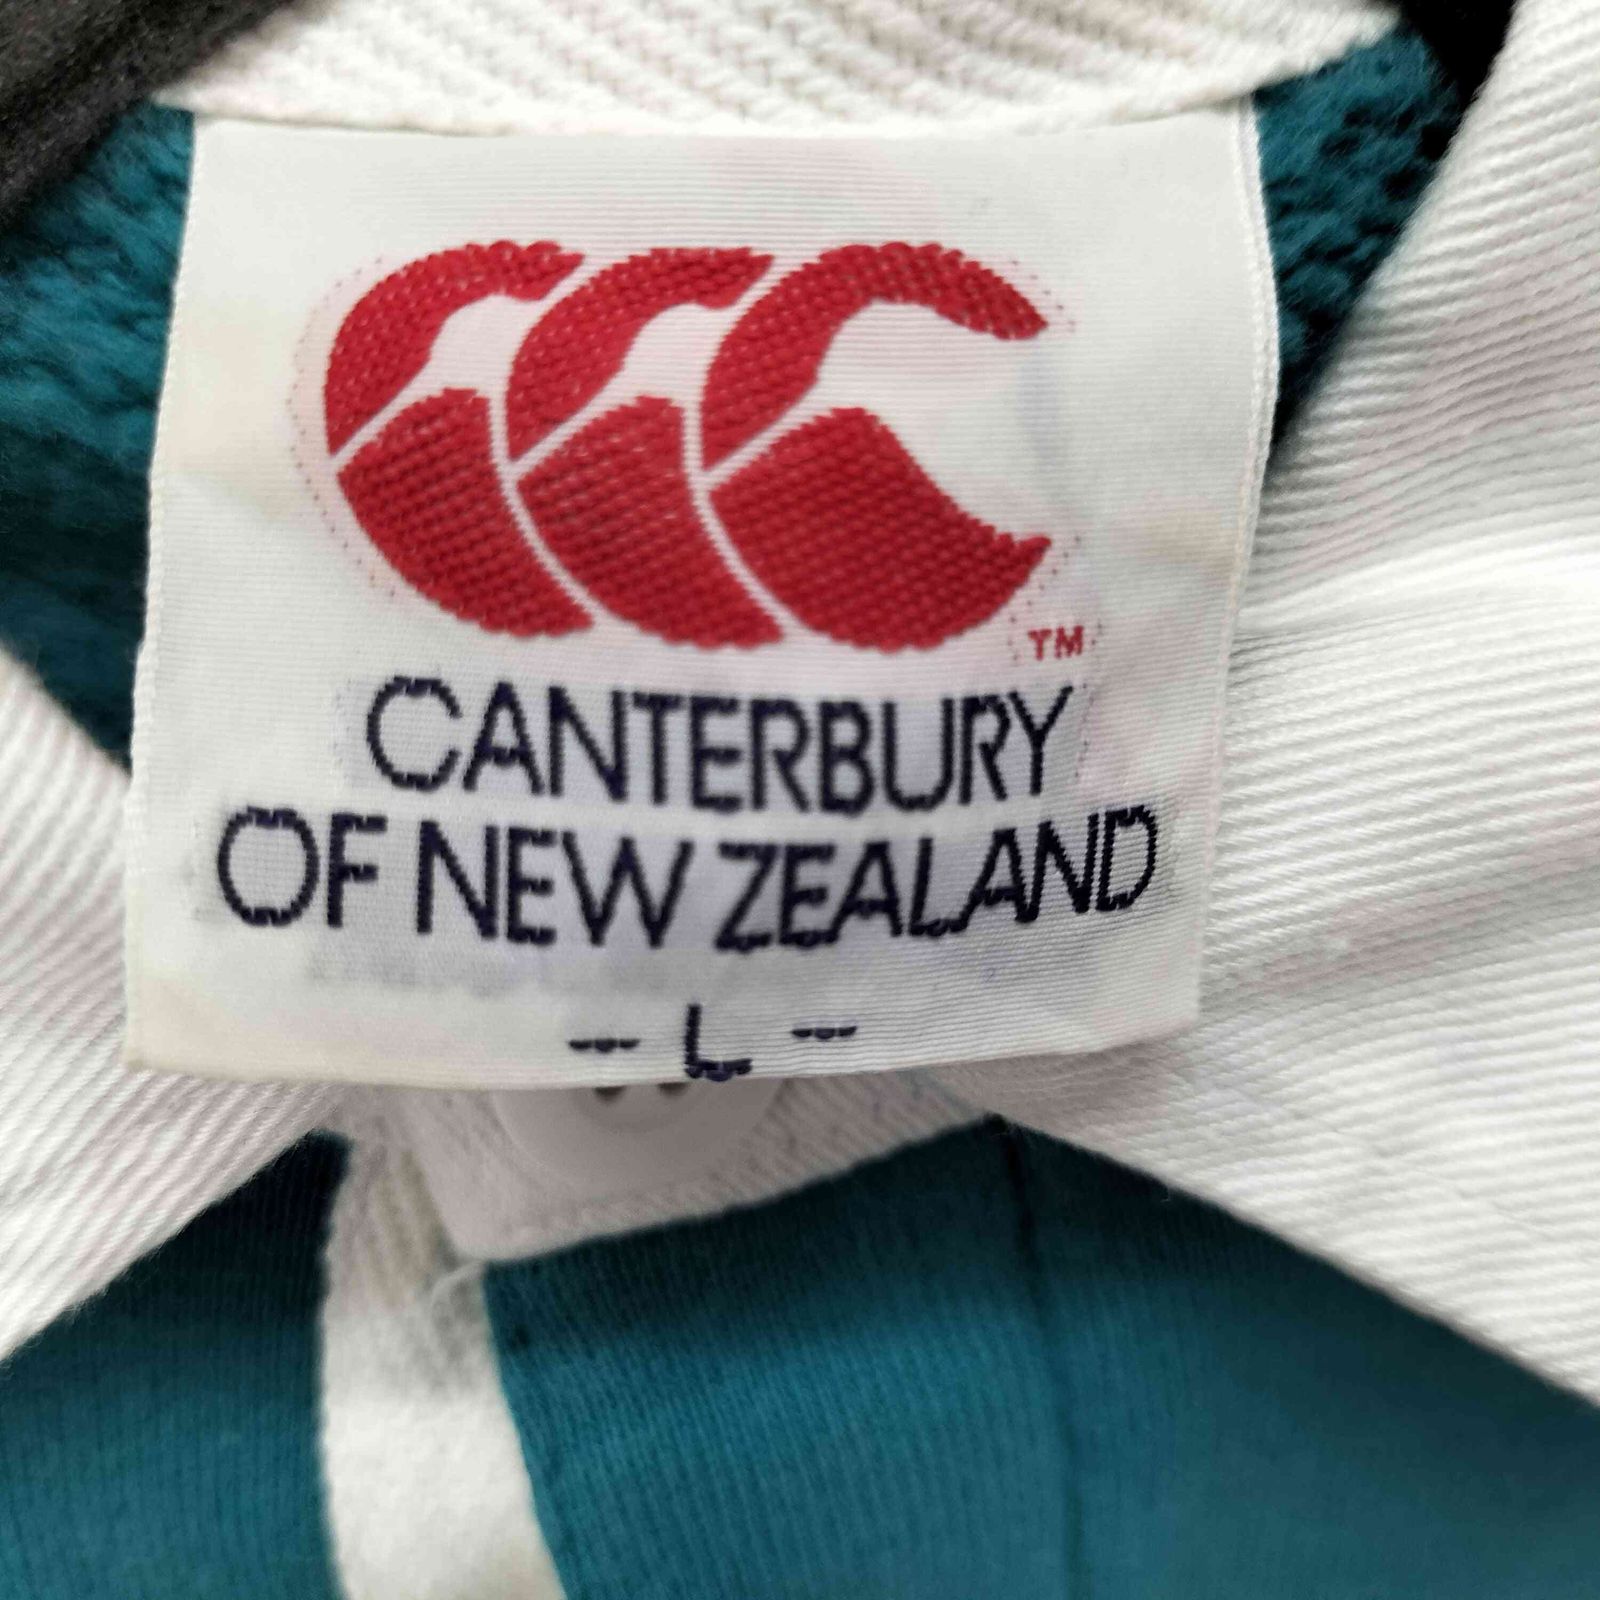 TM
CANTERBURY
OF NEW ZEALAND
-- L --